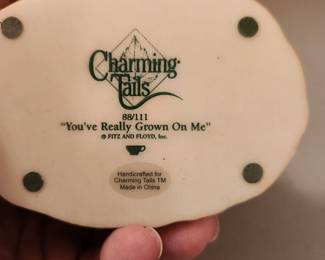 Charming
Tails
88/111
"You've Really Grown On Me"
© FITZ AND FLOYD, Inc.
Handcrafted for
Charming Tails TM
Made in China